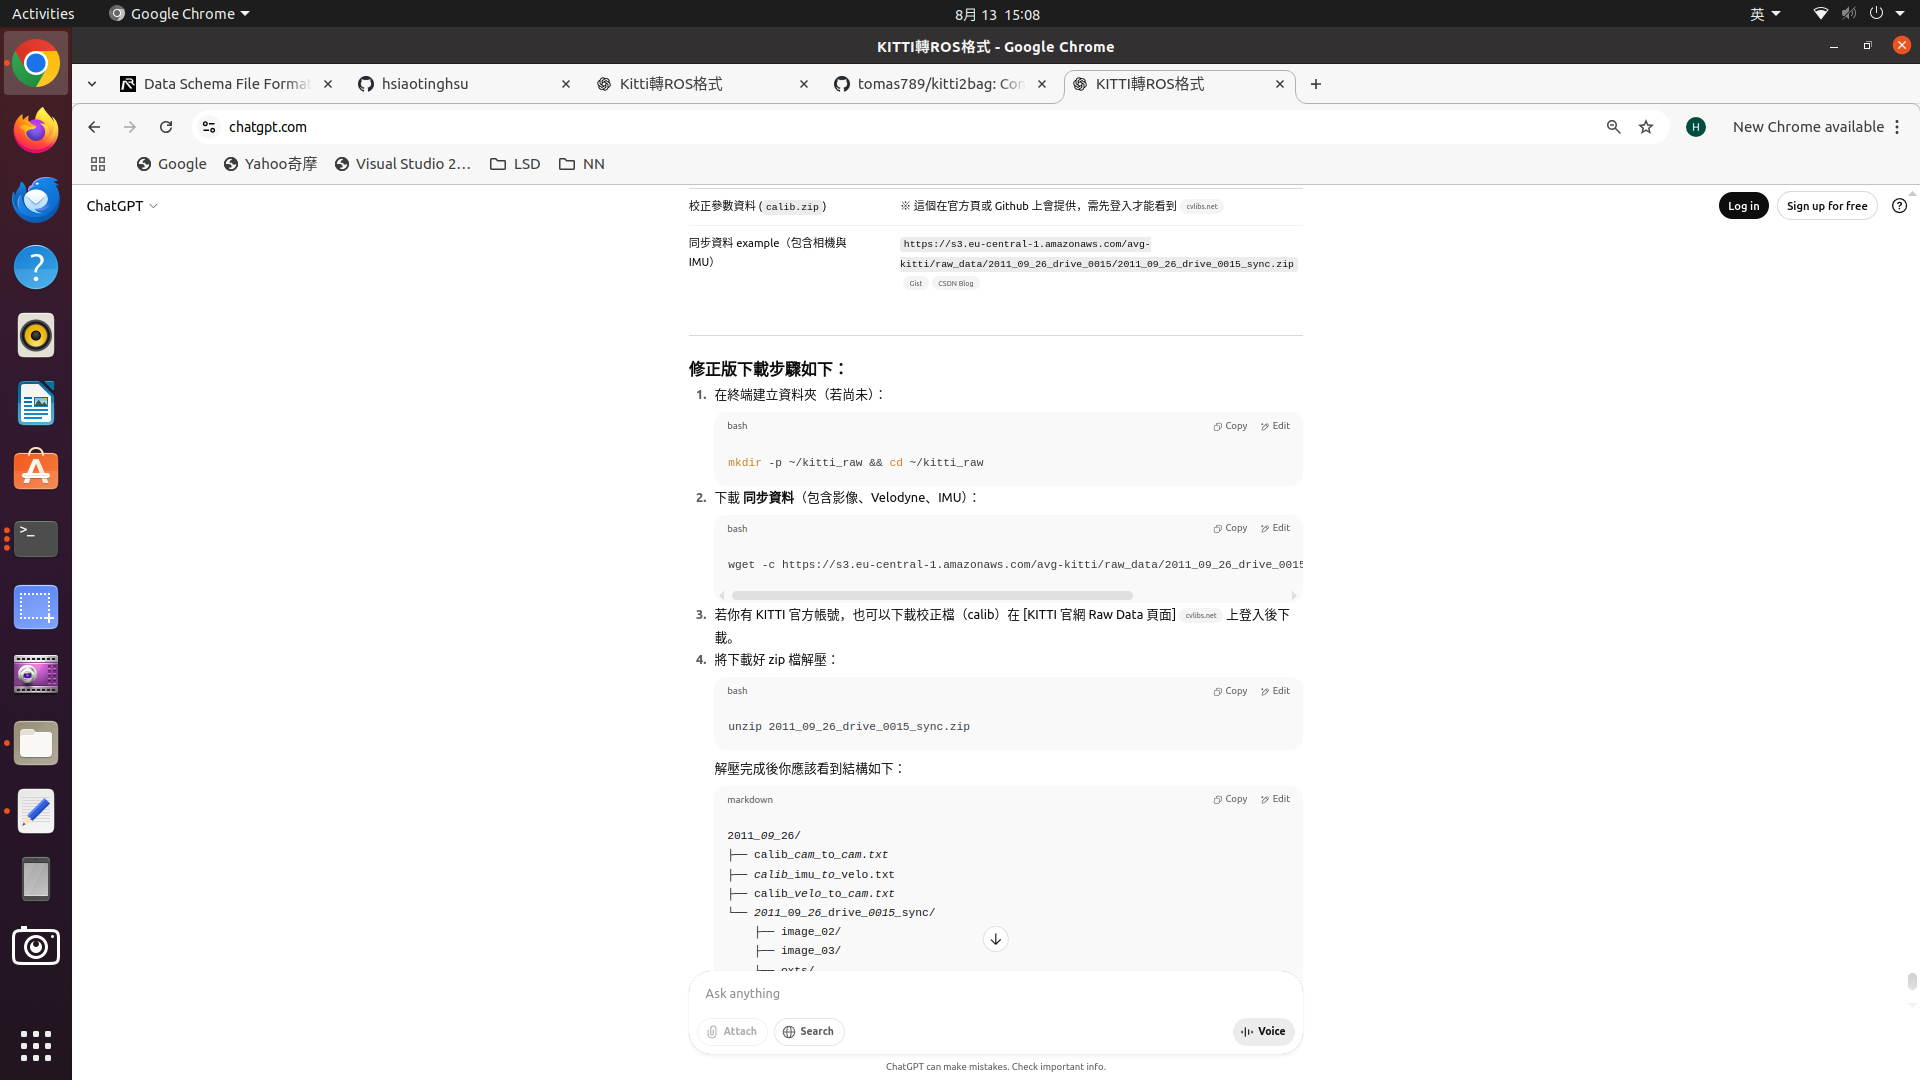 Activities
Google Chrome
8月 13 15:08
英
KITTI轉ROS格式 - Google Chrome
Data Schema File Format
hsiaotinghsu
Kitti轉ROS格式
tomas789/kitti2bag: Con
KITTI轉ROS格式
chatgpt.com
H
New Chrome available
Google
Yahoo奇摩
Visual Studio 2…
LSD
NN
ChatGPT
Log in
Sign up for free
校正參數資料 (calib.zip)
※ 這個在官方頁或 Github 上會提供，需先登入才能看到 cvlibs.net
同步資料 example（包含相機與
IMU）
https://s3.eu-central-1.amazonaws.com/avg-
kitti/raw_data/2011_09_26_drive_0015/2011_09_26_drive_0015_sync.zip
Gist CSDN Blog
修正版下載步驟如下：
1. 在終端建立資料夾（若尚未）：
bash
Copy
Edit
mkdir -p ~/kitti_raw && cd ~/kitti_raw
2. 下載 同步資料（包含影像、Velodyne、IMU）：
bash
Copy
Edit
wget -c https://s3.eu-central-1.amazonaws.com/avg-kitti/raw_data/2011_09_26_drive_0015
3. 若你有 KITTI 官方帳號，也可以下載校正檔（calib）在 [KITTI 官網 Raw Data 頁面] cvlibs.net 上登入後下
載。
4. 將下載好 zip 檔解壓：
bash
Copy
Edit
unzip 2011_09_26_drive_0015_sync.zip
解壓完成後你應該看到結構如下：
markdown
Copy
Edit
2011_09_26/
├── calib_cam_to_cam.txt
├── calib_imu_to_velo.txt
├── calib_velo_to_cam.txt
└── 2011_09_26_drive_0015_sync/
├── image_02/
├── image_03/
├── oxts/
Ask anything
Attach
Search
Voice
ChatGPT can make mistakes. Check important info.